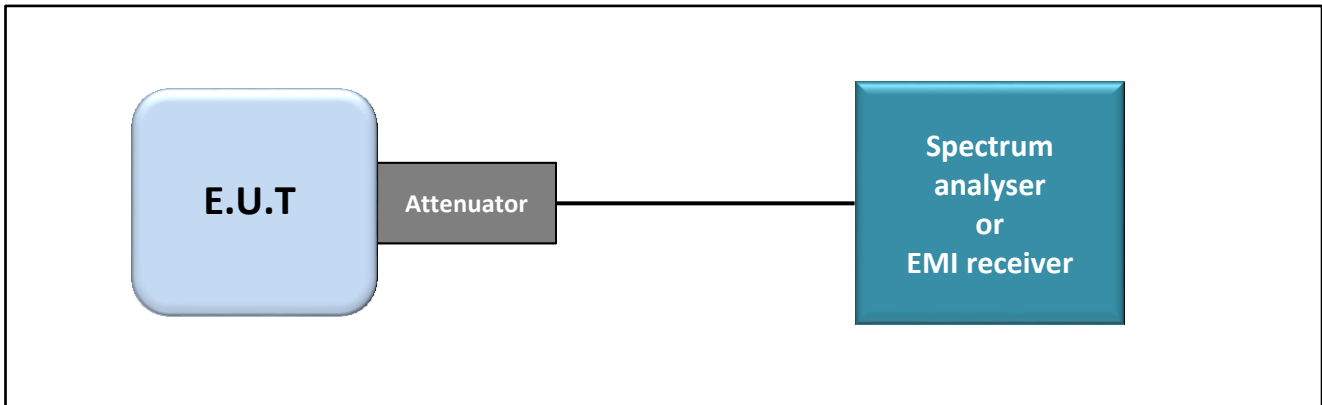 E.U.T
Attenuator
Spectrum
analyser
or
EMI receiver